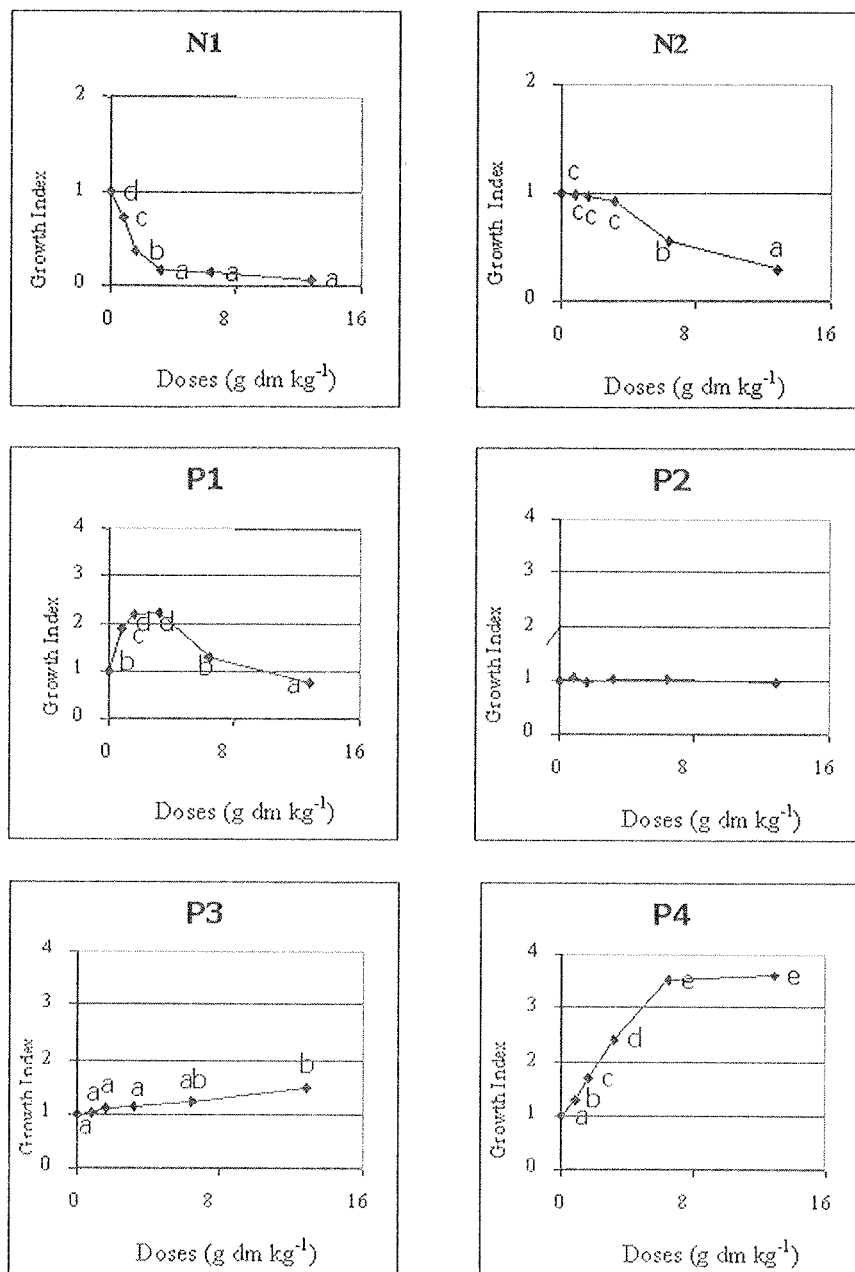 N1
2
1
0
Growth Index
d
c
b
a
a
a
0 8 16
Doses (g dm kg⁻¹)
N2
2
1
0
Growth Index
c
c
c
c
b
a
0 8 16
Doses (g dm kg⁻¹)
P1
4
3
2
1
0
Growth Index
b
c
d
d
b
a
0 8 16
Doses (g dm kg⁻¹)
P2
4
3
2
1
0
Growth Index
0 8 16
Doses (g dm kg⁻¹)
P3
4
3
2
1
0
Growth Index
a
a
a
a
ab
b
0 8 16
Doses (g dm kg⁻¹)
P4
4
3
2
1
0
Growth Index
a
b
c
d
e
e
0 8 16
Doses (g dm kg⁻¹)